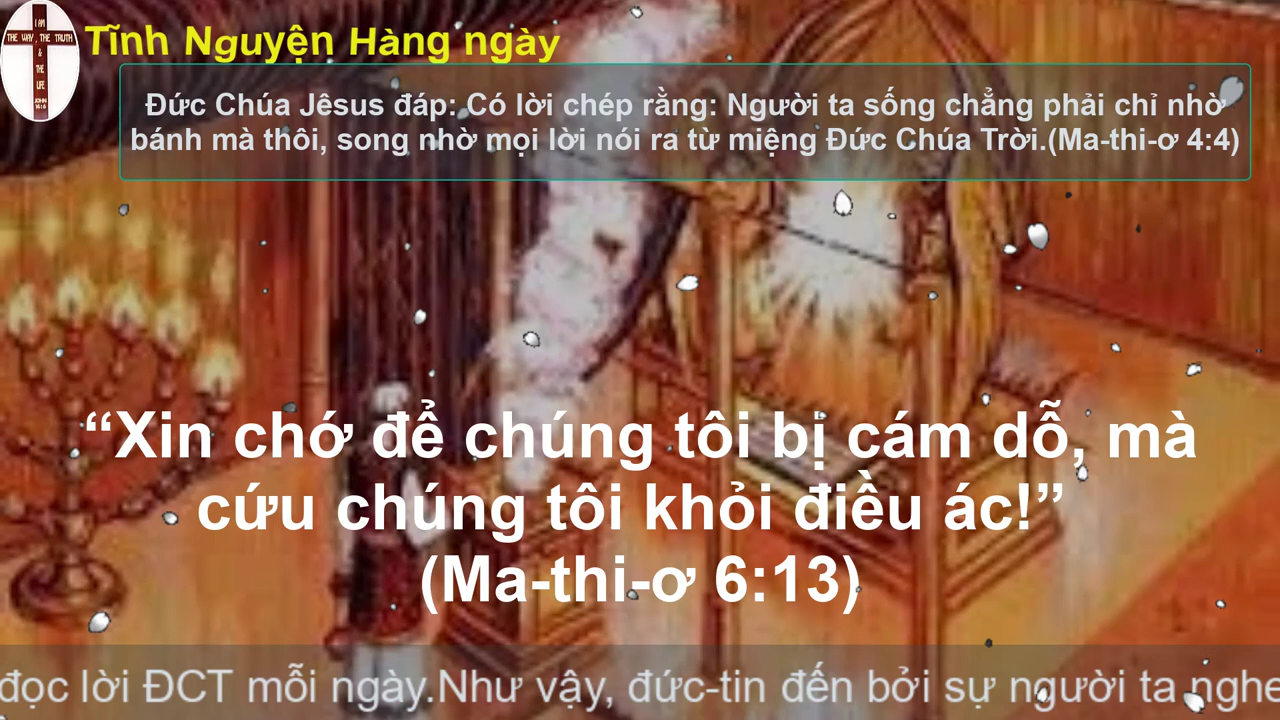 I AM
THE WAY, THE TRUTH
&
THE
LIFE
JOHN
14:6
Tĩnh Nguyện Hàng ngày
Đức Chúa Jêsus đáp: Có lời chép rằng: Người ta sống chẳng phải chỉ nhờ
bánh mà thôi, song nhờ mọi lời nói ra từ miệng Đức Chúa Trời.(Ma-thi-ơ 4:4)
“Xin chớ để chúng tôi bị cám dỗ, mà
cứu chúng tôi khỏi điều ác!”
(Ma-thi-ơ 6:13)
đọc lời ĐCT mỗi ngày.Như vậy, đức-tin đến bởi sự người ta nghe